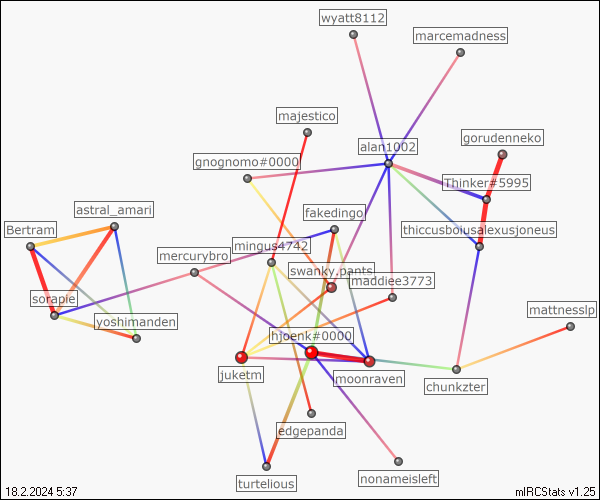 wyatt8112
marcemadness
majestico
gorudenneko
alan1002
gnognomo#0000
Thinker#5995
astral_amari
fakedingo
Bertram
thiccusboiusalexusjoneus
mingus4742
mercurybro
swanky.pants
maddiee3773
sorapie
mattnesslp
yoshimanden
hjoenk#0000
juketm
moonraven
chunkzter
edgepanda
turtelious
nonameisleft
18.2.2024 5:37
mIRCStats v1.25